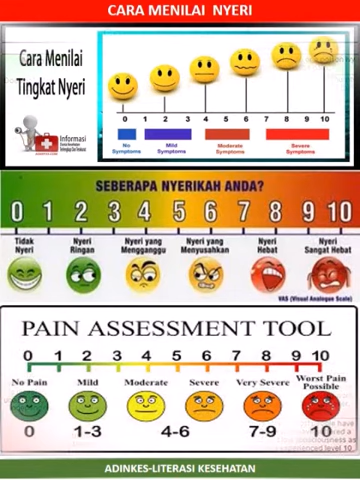 CARA MENILAI NYERI
Cara Menilai
Tingkat Nyeri
Informasi
0 1 2 3 4 5 6 7 8 9 10
No Symptoms
Mild Symptoms
Moderate Symptoms
Severe Symptoms
SEBERAPA NYERIKAH ANDA?
0 1 2 3 4 5 6 7 8 9 10
Tidak Nyeri
Nyeri Ringan
Nyeri yang Mengganggu
Nyeri yang Menyusahkan
Nyeri Hebat
Nyeri Sangat Hebat
VAS (Visual Analogue Scale)
PAIN ASSESSMENT TOOL
0 1 2 3 4 5 6 7 8 9 10
No Pain
Mild
Moderate
Severe
Very Severe
Worst Pain Possible
0 1-3 4-6 7-9 10
ADINKES-LITERASI KESEHATAN